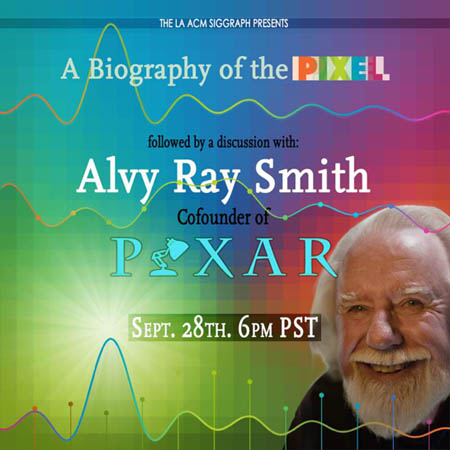 THE LA ACM SIGGRAPH PRESENTS
A Biography of the PIXEL
followed by a discussion with:
Alvy Ray Smith
Cofounder of
PIXAR
Sept. 28th. 6pm PST